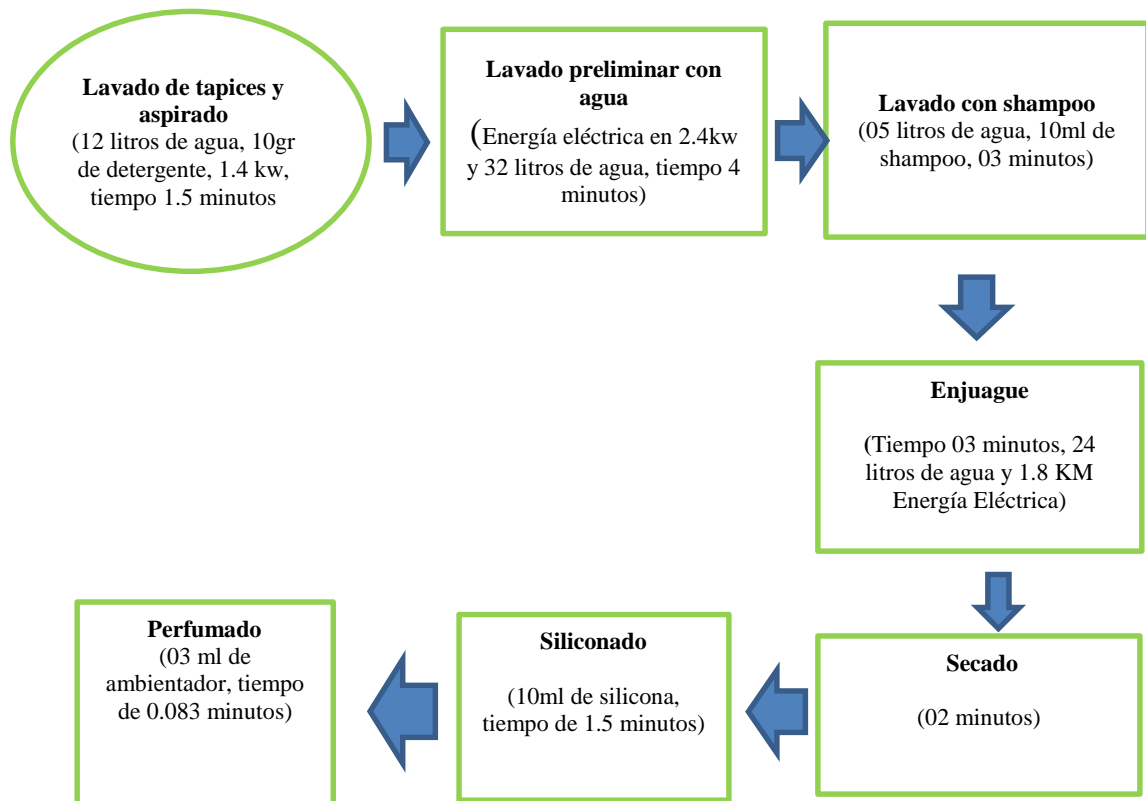 Lavado de tapices y
aspirado
(12 litros de agua, 10gr
de detergente, 1.4 kw,
tiempo 1.5 minutos
Lavado preliminar con
agua
(Energía eléctrica en 2.4kw
y 32 litros de agua, tiempo 4
minutos)
Lavado con shampoo
(05 litros de agua, 10ml de
shampoo, 03 minutos)
Enjuague
(Tiempo 03 minutos, 24
litros de agua y 1.8 KM
Energía Eléctrica)
Secado
(02 minutos)
Siliconado
(10ml de silicona,
tiempo de 1.5 minutos)
Perfumado
(03 ml de
ambientador, tiempo
de 0.083 minutos)